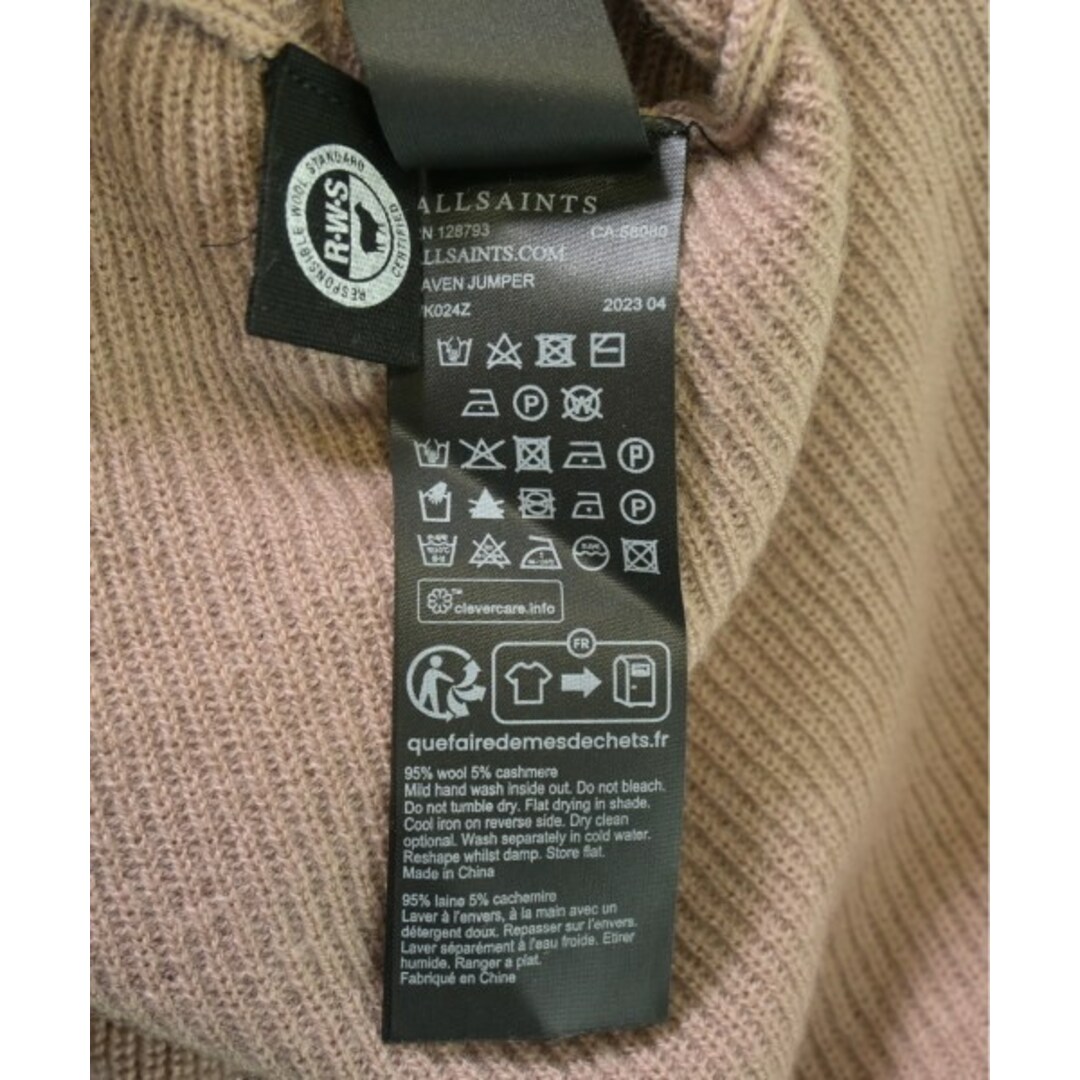 RESPONSIBLE WOOL STANDARD
R·W·S
CERTIFIED
ALLSAINTS
128793 CA 58080
ALLSAINTS.COM
JUMPER
2023 04
P W
P
P
clevercare.info
FR
quefairedemesdechets.fr
95% wool 5% cashmere
Mild hand wash inside out. Do not bleach.
Do not tumble dry. Flat drying in shade.
Cool iron on reverse side. Dry clean
optional. Wash separately in cold water.
Reshape whilst damp. Store flat.
Made in China
95% laine 5% cachemire
Laver à l'envers, à la main avec un
détergent doux. Repasser sur l'envers.
Laver séparément à l'eau froide. Etirer
humide. Ranger a plat.
Fabriqué en Chine